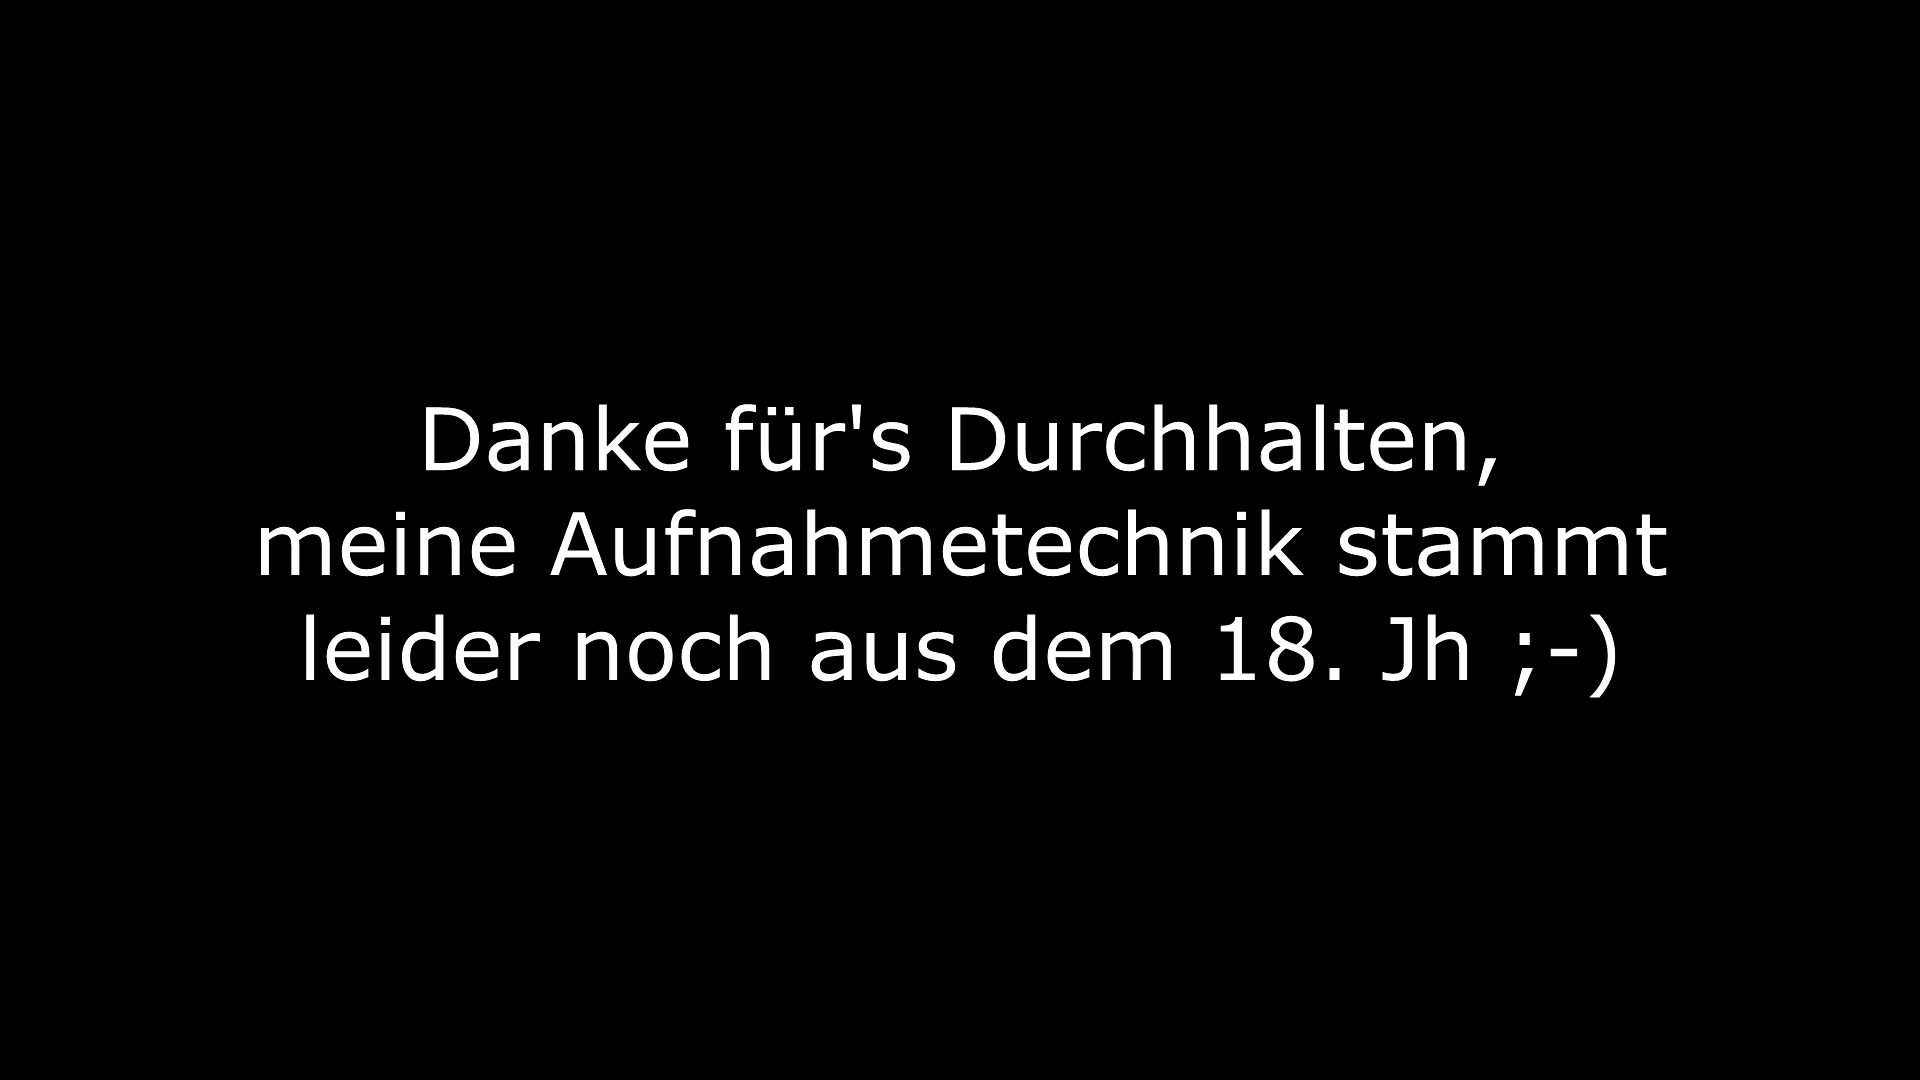 Danke für's Durchhalten,
meine Aufnahmetechnik stammt
leider noch aus dem 18. Jh ;-)